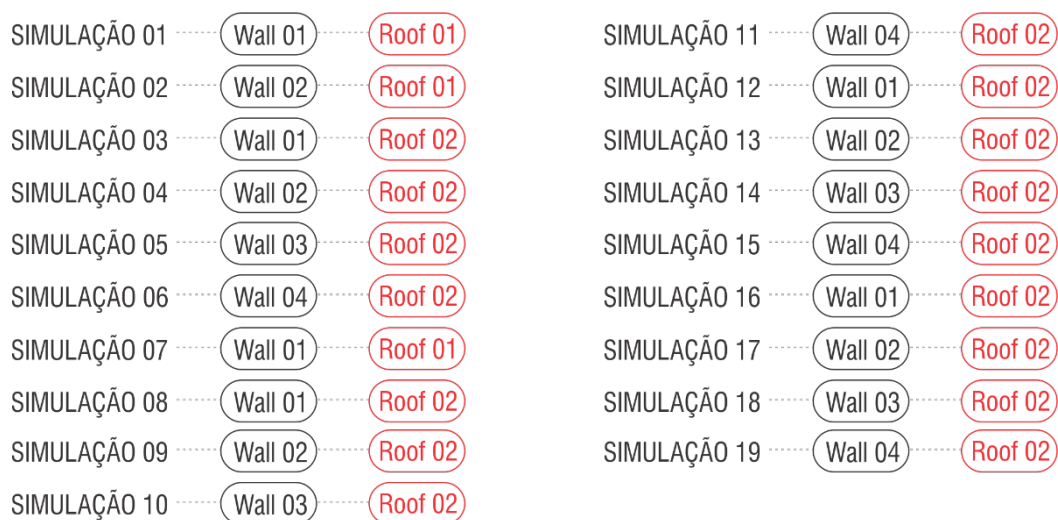 SIMULAÇÃO 01 Wall 01 Roof 01
SIMULAÇÃO 02 Wall 02 Roof 01
SIMULAÇÃO 03 Wall 01 Roof 02
SIMULAÇÃO 04 Wall 02 Roof 02
SIMULAÇÃO 05 Wall 03 Roof 02
SIMULAÇÃO 06 Wall 04 Roof 02
SIMULAÇÃO 07 Wall 01 Roof 01
SIMULAÇÃO 08 Wall 01 Roof 02
SIMULAÇÃO 09 Wall 02 Roof 02
SIMULAÇÃO 10 Wall 03 Roof 02
SIMULAÇÃO 11 Wall 04 Roof 02
SIMULAÇÃO 12 Wall 01 Roof 02
SIMULAÇÃO 13 Wall 02 Roof 02
SIMULAÇÃO 14 Wall 03 Roof 02
SIMULAÇÃO 15 Wall 04 Roof 02
SIMULAÇÃO 16 Wall 01 Roof 02
SIMULAÇÃO 17 Wall 02 Roof 02
SIMULAÇÃO 18 Wall 03 Roof 02
SIMULAÇÃO 19 Wall 04 Roof 02